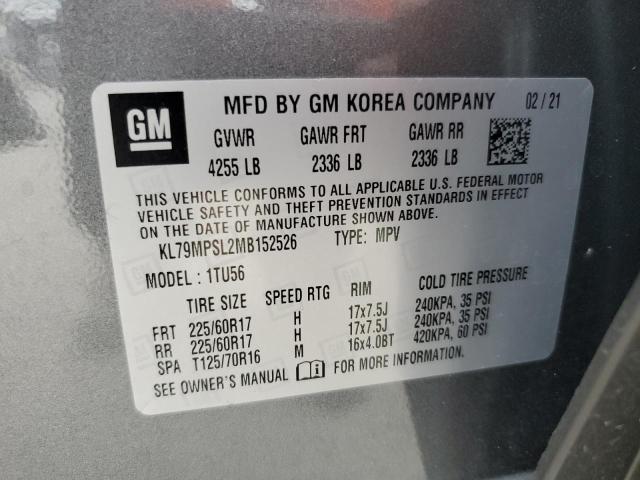 GM
MFD BY GM KOREA COMPANY 02 / 21
GVWR GAWR FRT GAWR RR
4255 LB 2336 LB 2336 LB
THIS VEHICLE CONFORMS TO ALL APPLICABLE U.S. FEDERAL MOTOR
VEHICLE SAFETY AND THEFT PREVENTION STANDARDS IN EFFECT
ON THE DATE OF MANUFACTURE SHOWN ABOVE.
KL79MPSL2MB152526 TYPE: MPV
MODEL : 1TU56
TIRE SIZE SPEED RTG RIM COLD TIRE PRESSURE
FRT 225/60R17 H 17x7.5J 240KPA, 35 PSI
RR 225/60R17 H 17x7.5J 240KPA, 35 PSI
SPA T125/70R16 M 16x4.0BT 420KPA, 60 PSI
SEE OWNER'S MANUAL FOR MORE INFORMATION.